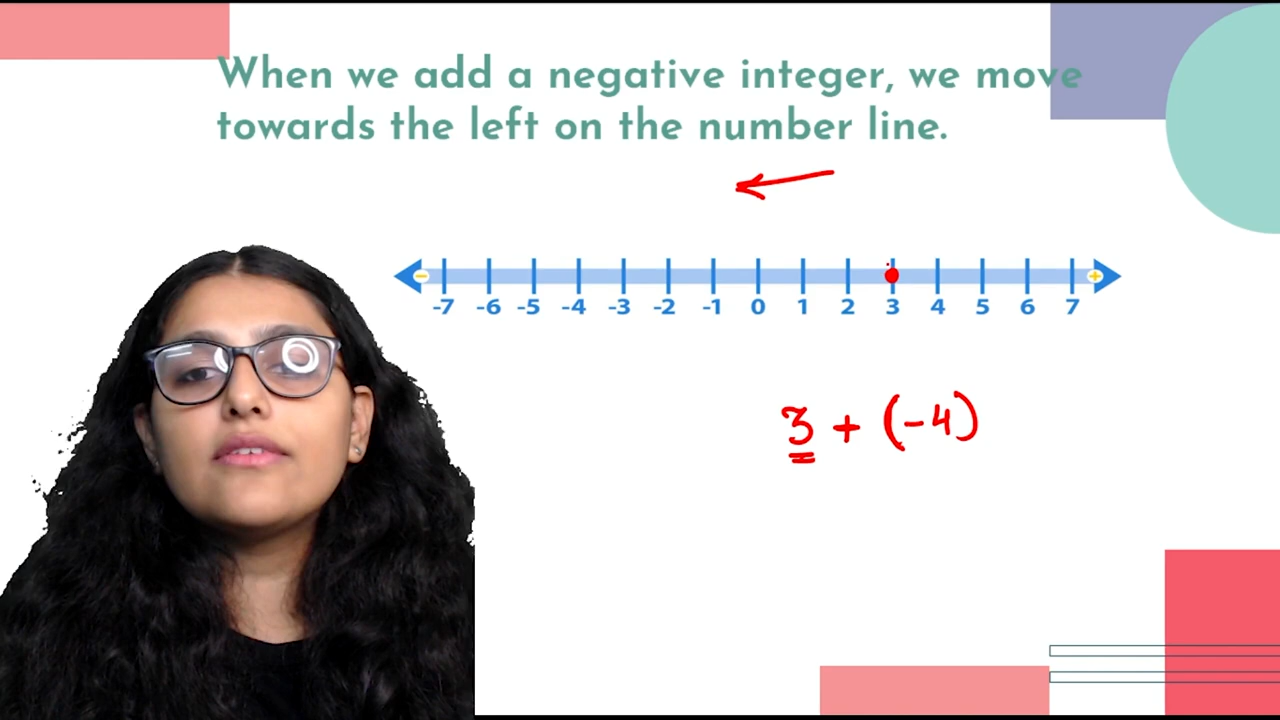 When we add a negative integer, we move
towards the left on the number line.
-7 -6 -5 -4 -3 -2 -1 0 1 2 3 4 5 6 7
3 + (-4)